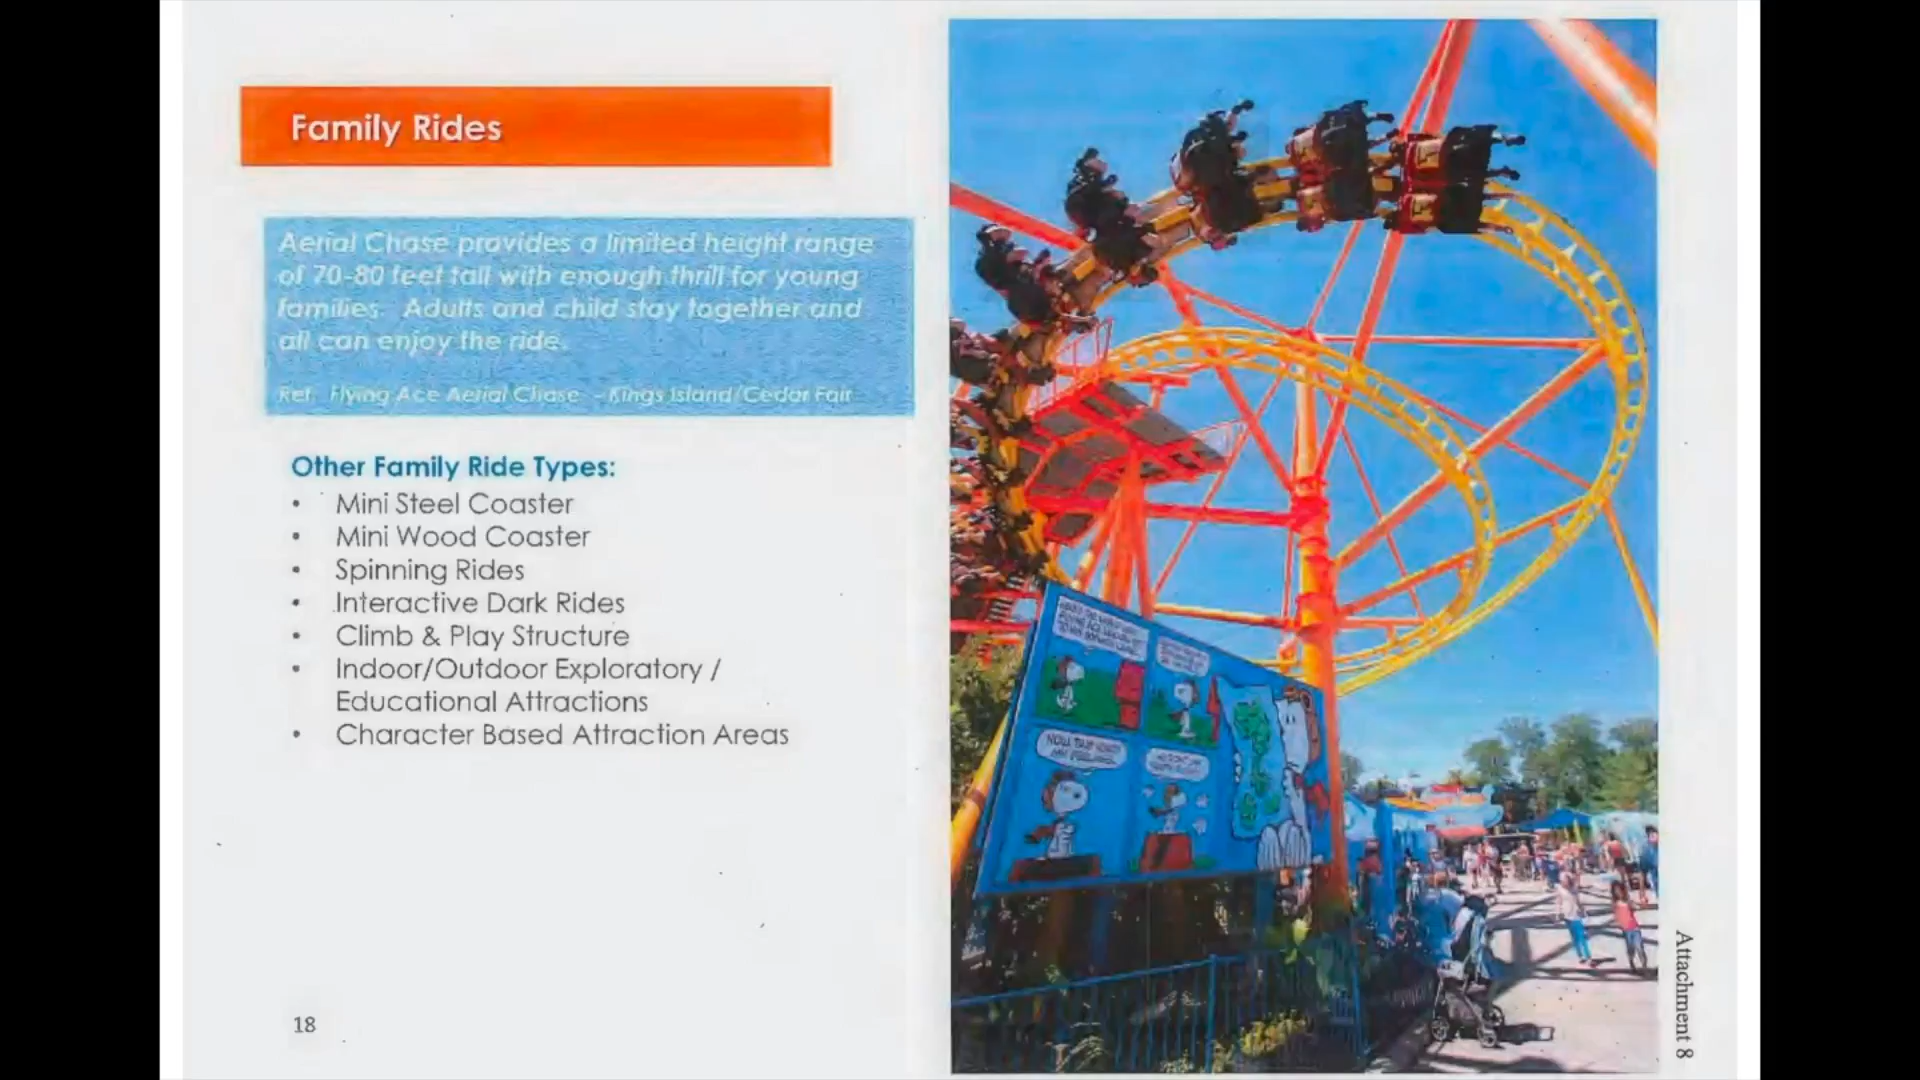 Family Rides
Aerial Chase provides a limited height range
of 70-80 feet tall with enough thrill for young
families. Adults and child stay together and
all can enjoy the ride.
Ref: Flying Ace Aerial Chase - Kings Island/Cedar Fair
Other Family Ride Types:
• Mini Steel Coaster
• Mini Wood Coaster
• Spinning Rides
• Interactive Dark Rides
• Climb & Play Structure
• Indoor/Outdoor Exploratory /
Educational Attractions
• Character Based Attraction Areas
18
Attachment 8